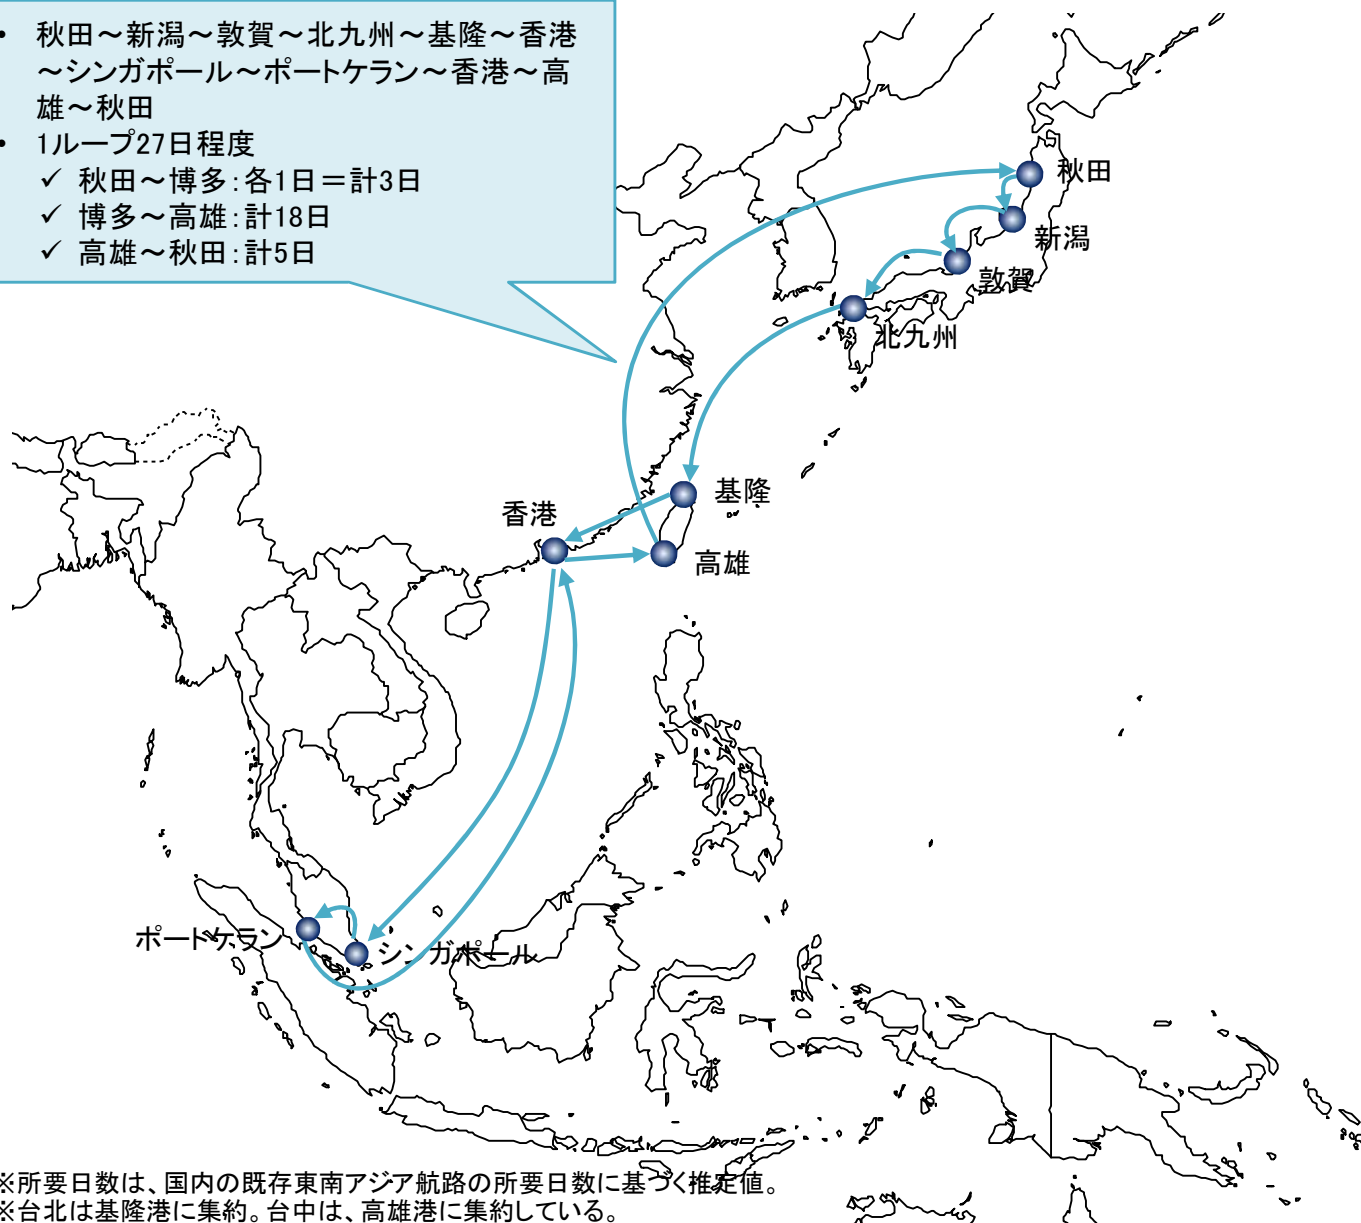 • 秋田～新潟～敦賀～北九州～基隆～香港
～シンガポール～ポートケラン～香港～高
雄～秋田
• 1ループ27日程度
✓ 秋田～博多：各1日＝計3日
✓ 博多～高雄：計18日
✓ 高雄～秋田：計5日
秋田
新潟
敦賀
北九州
基隆
香港
高雄
ポートケラン
シンガポール
※所要日数は、国内の既存東南アジア航路の所要日数に基づく推定値。
※台北は基隆港に集約。台中は、高雄港に集約している。